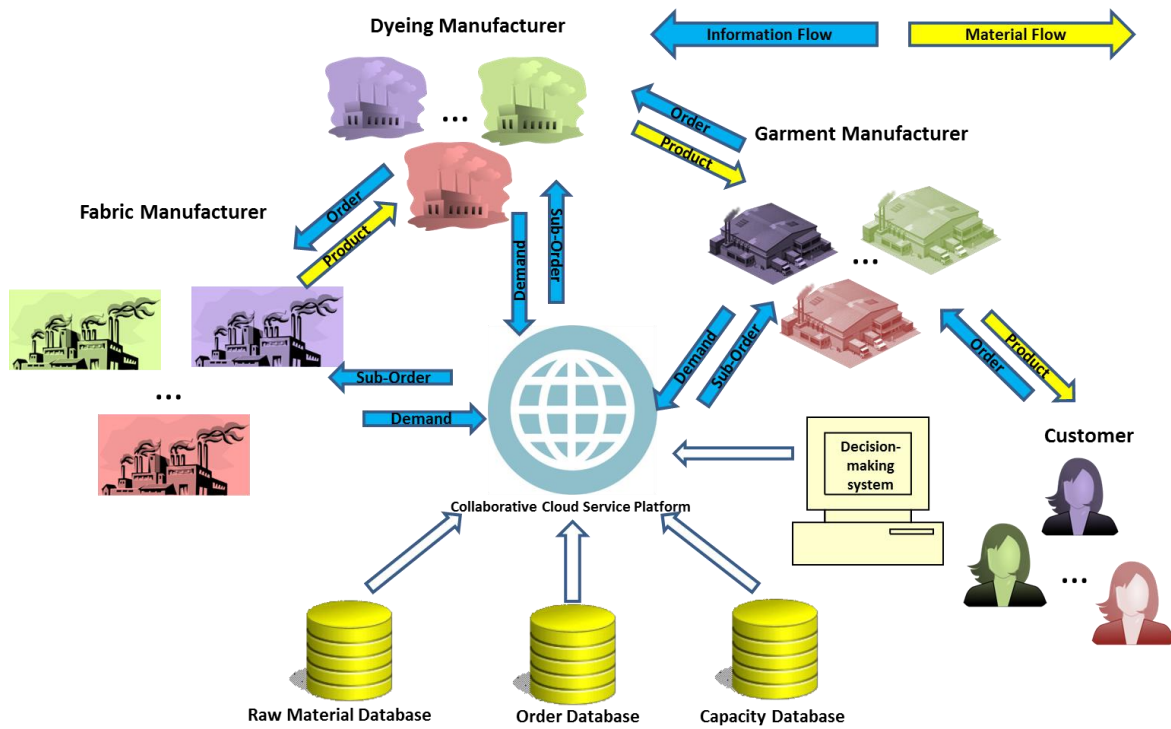 Dyeing Manufacturer
Information Flow
Material Flow
...
Order
Product
Garment Manufacturer
Fabric Manufacturer
Order
Product
Demand
Sub-Order
...
Sub-Order
Demand
...
Demand
Sub-Order
Product
Order
Collaborative Cloud Service Platform
Decision-
making
system
Customer
...
Raw Material Database
Order Database
Capacity Database